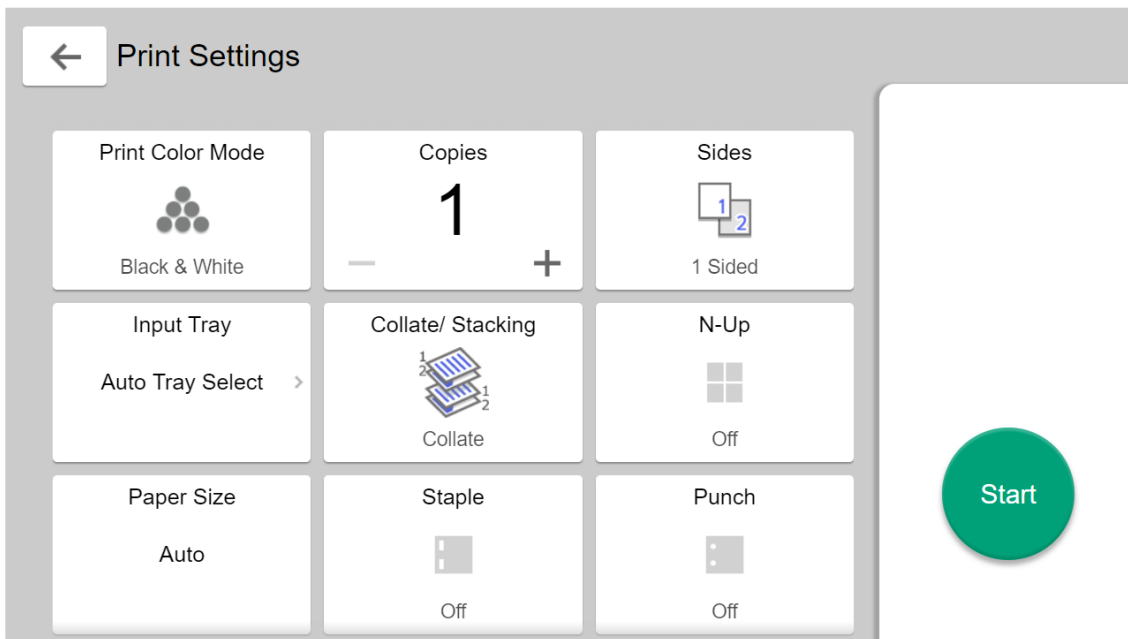 Print Settings
Print Color Mode
Black & White
Copies
1
Sides
1
2
1 Sided
Input Tray
Auto Tray Select
Collate/ Stacking
1
2
1
2
Collate
N-Up
Off
Paper Size
Auto
Staple
Off
Punch
Off
Start